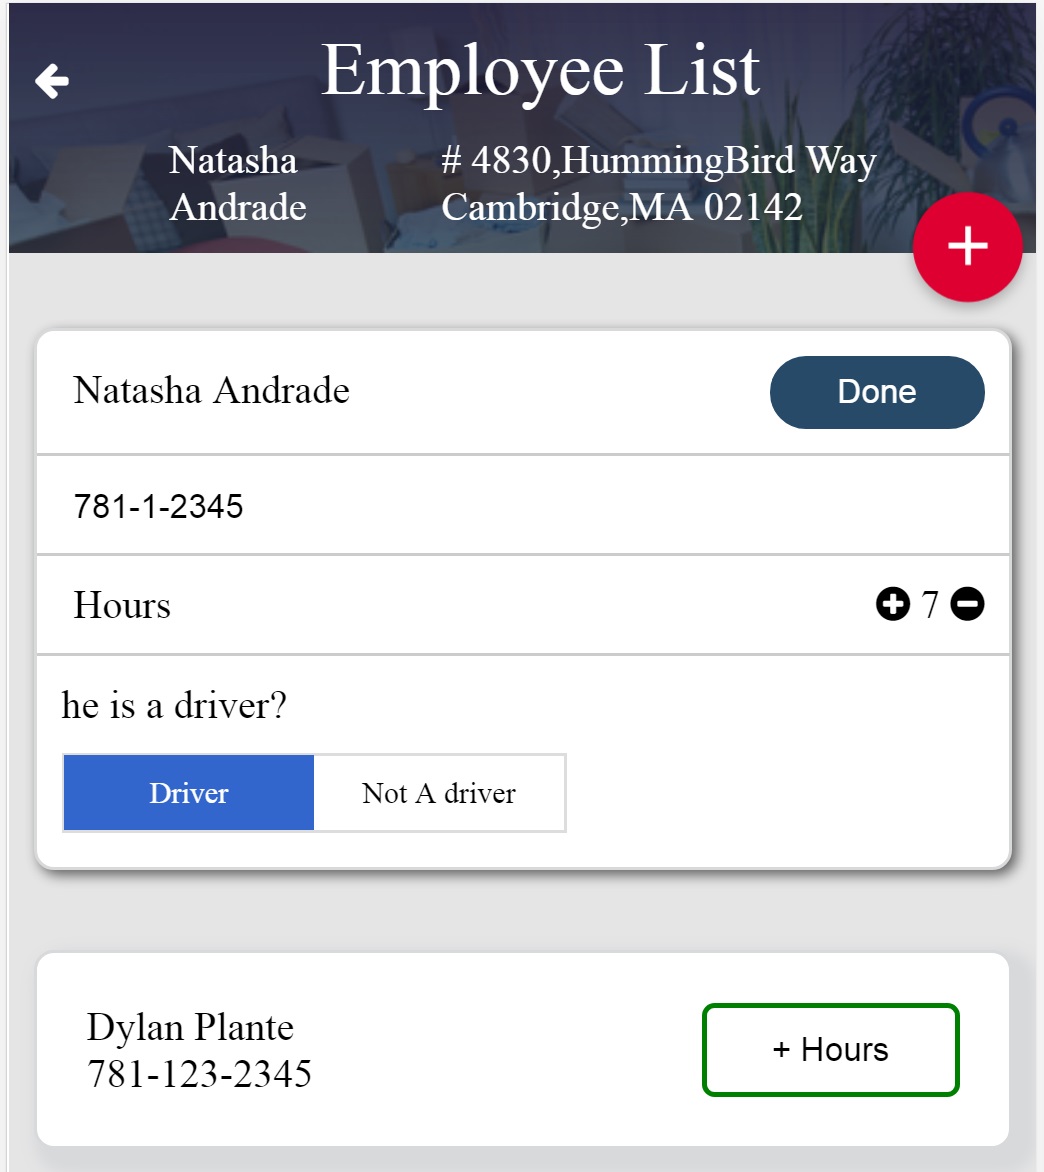 Employee List
Natasha
Andrade
# 4830,HummingBird Way
Cambridge,MA 02142
+
Natasha Andrade
Done
781-1-2345
Hours
7
he is a driver?
Driver
Not A driver
Dylan Plante
781-123-2345
+ Hours